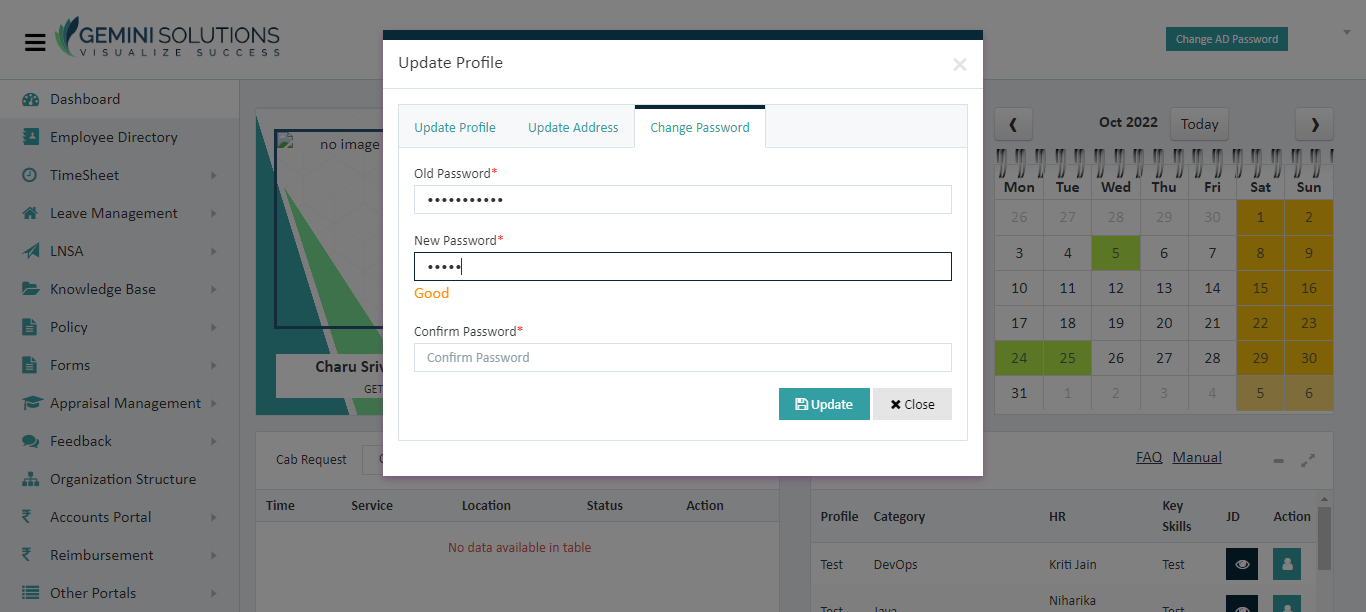 GEMINI SOLUTIONS
VISUALIZE SUCCESS
Change AD Password
Dashboard
Employee Directory
TimeSheet
Leave Management
LNSA
Knowledge Base
Policy
Forms
Appraisal Management
Feedback
Organization Structure
Accounts Portal
Reimbursement
Other Portals
no image
Charu Sri
GET
Update Profile
×
Update Profile Update Address Change Password
Old Password*
•••••••••••
New Password*
•••••
Good
Confirm Password*
Confirm Password
Update Close
Oct 2022 Today
Mon Tue Wed Thu Fri Sat Sun
26 27 28 29 30 1 2
3 4 5 6 7 8 9
10 11 12 13 14 15 16
17 18 19 20 21 22 23
24 25 26 27 28 29 30
31 1 2 3 4 5 6
Cab Request
Time Service Location Status Action
No data available in table
FAQ Manual
Profile Category HR Key Skills JD Action
Test DevOps Kriti Jain Test
Test Java Niharika Test